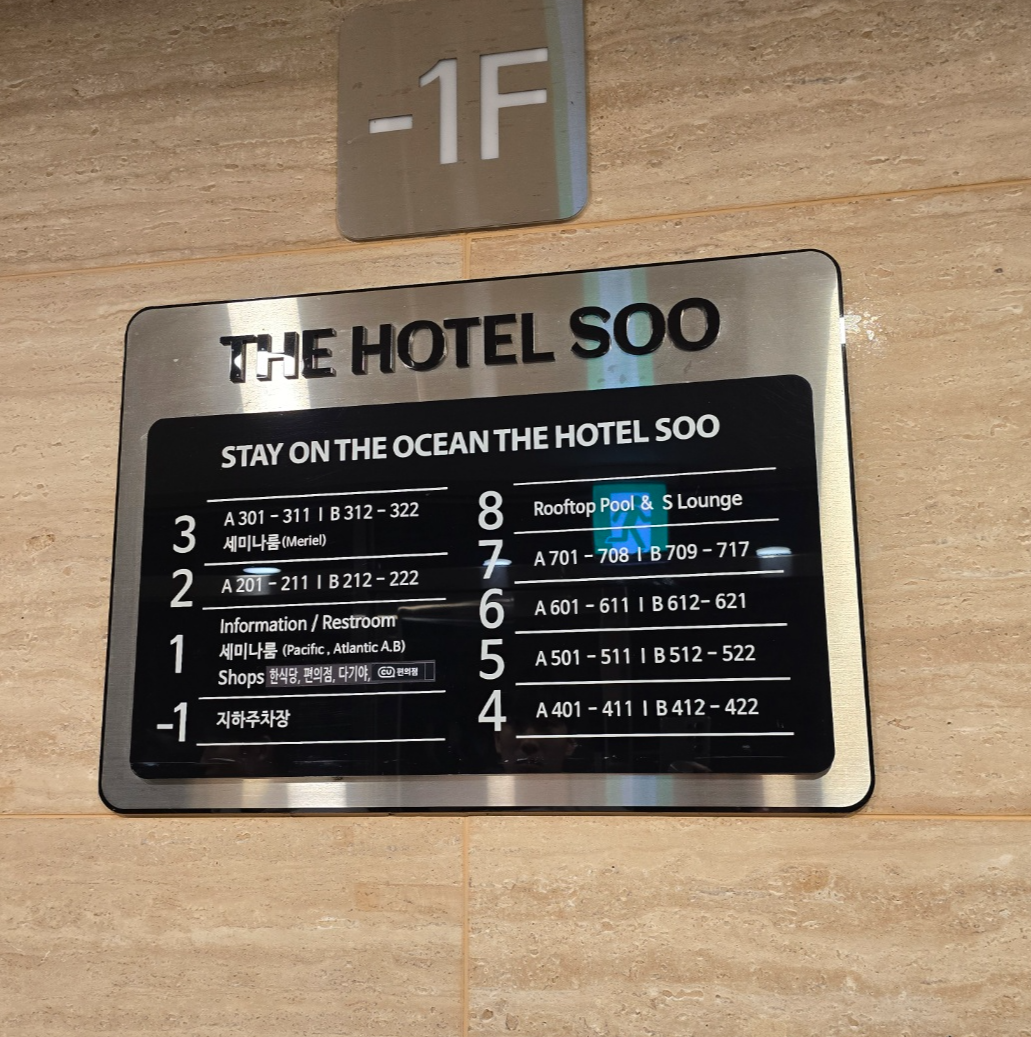 -1F
THE HOTEL SOO
STAY ON THE OCEAN THE HOTEL SOO
3
A 301 - 311 I B 312 - 322
세미나룸(Meriel)
2
A 201 - 211 I B 212 - 222
1
Information / Restroom
세미나룸 (Pacific, Atlantic A.B)
Shops 한식당, 편의점, 다기야, CU 편의점
-1
지하주차장
8
Rooftop Pool & S Lounge
7
A 701 - 708 I B 709 - 717
6
A 601 - 611 I B 612- 621
5
A 501 - 511 I B 512 - 522
4
A 401 - 411 I B 412 - 422